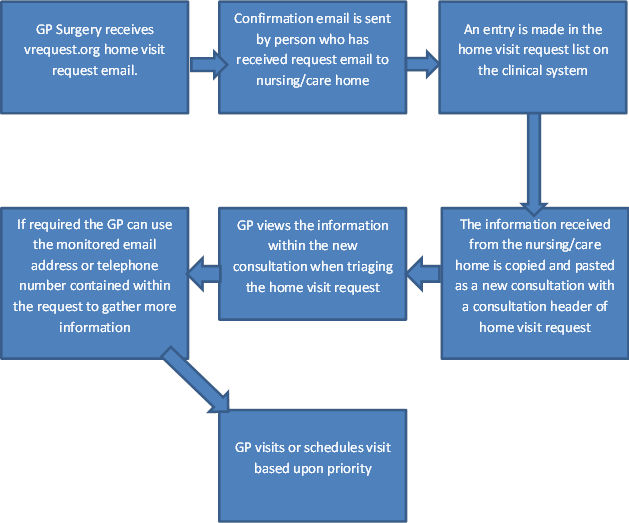 GP Surgery receives
vrequest.org home visit
request email.
Confirmation email is sent
by person who has
received request email to
nursing/care home
An entry is made in the
home visit request list on
the clinical system
The information received
from the nursing/care
home is copied and pasted
as a new consultation with
a consultation header of
home visit request
GP views the information
within the new
consultation when triaging
the home visit request
If required the GP can use
the monitored email
address or telephone
number contained within
the request to gather more
information
GP visits or schedules visit
based upon priority